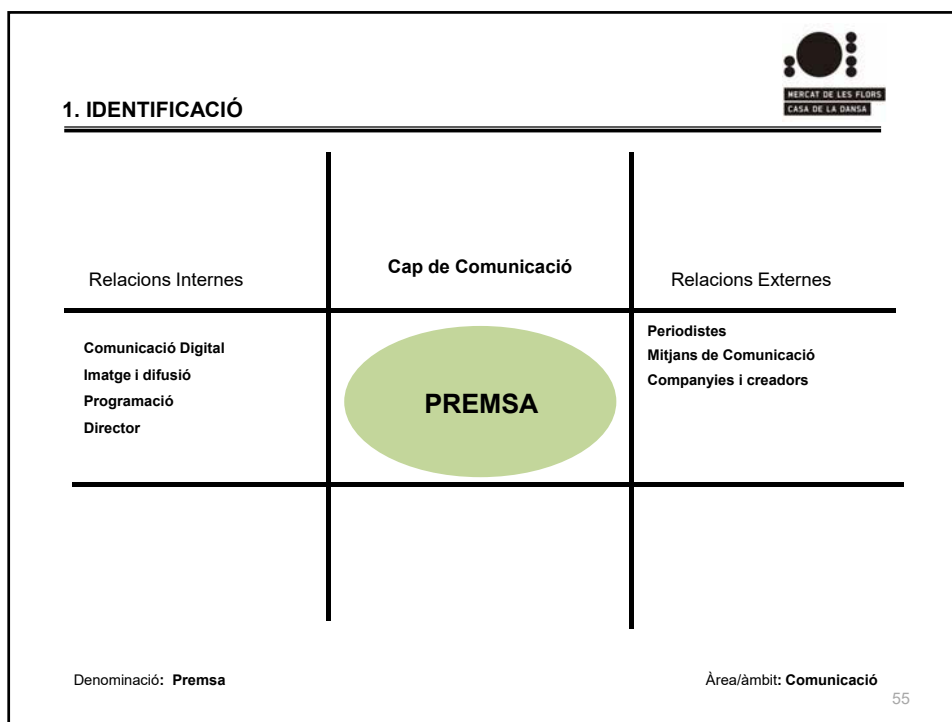 MERCAT DE LES FLORS
CASA DE LA DANSA
1. IDENTIFICACIÓ
Relacions Internes
Cap de Comunicació
Relacions Externes
Comunicació Digital
Imatge i difusió
Programació
Director
PREMSA
Periodistes
Mitjans de Comunicació
Companyies i creadors
Denominació: Premsa
Àrea/àmbit: Comunicació
55